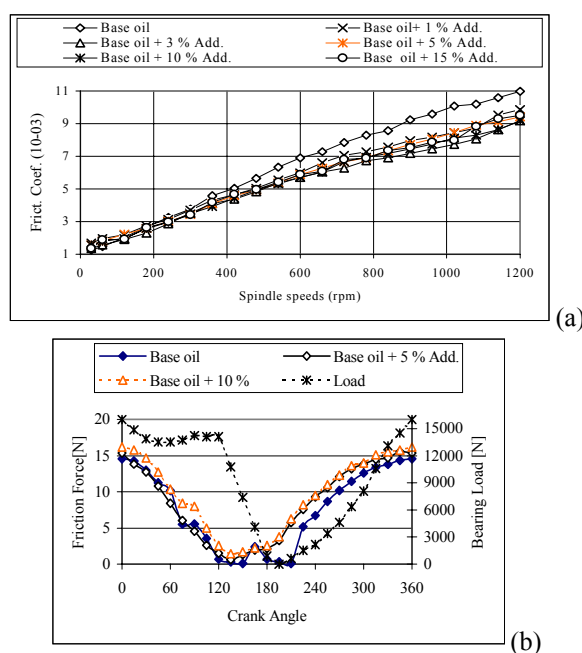 Base oil
Base oil+ 1 % Add.
Base oil + 3 % Add.
Base oil + 5 % Add.
Base oil + 10 % Add.
Base oil + 15 % Add.
Frict. Coef. (10-03)
11
9
7
5
3
1
0 200 400 600 800 1000 1200
Spindle speeds (rpm)
(a)
Base oil
Base oil + 5 % Add.
Base oil + 10 %
Load
Friction Force[N]
20
15
10
5
0
15000
12000
9000
6000
3000
0
Bearing Load [N]
0 60 120 180 240 300 360
Crank Angle
(b)